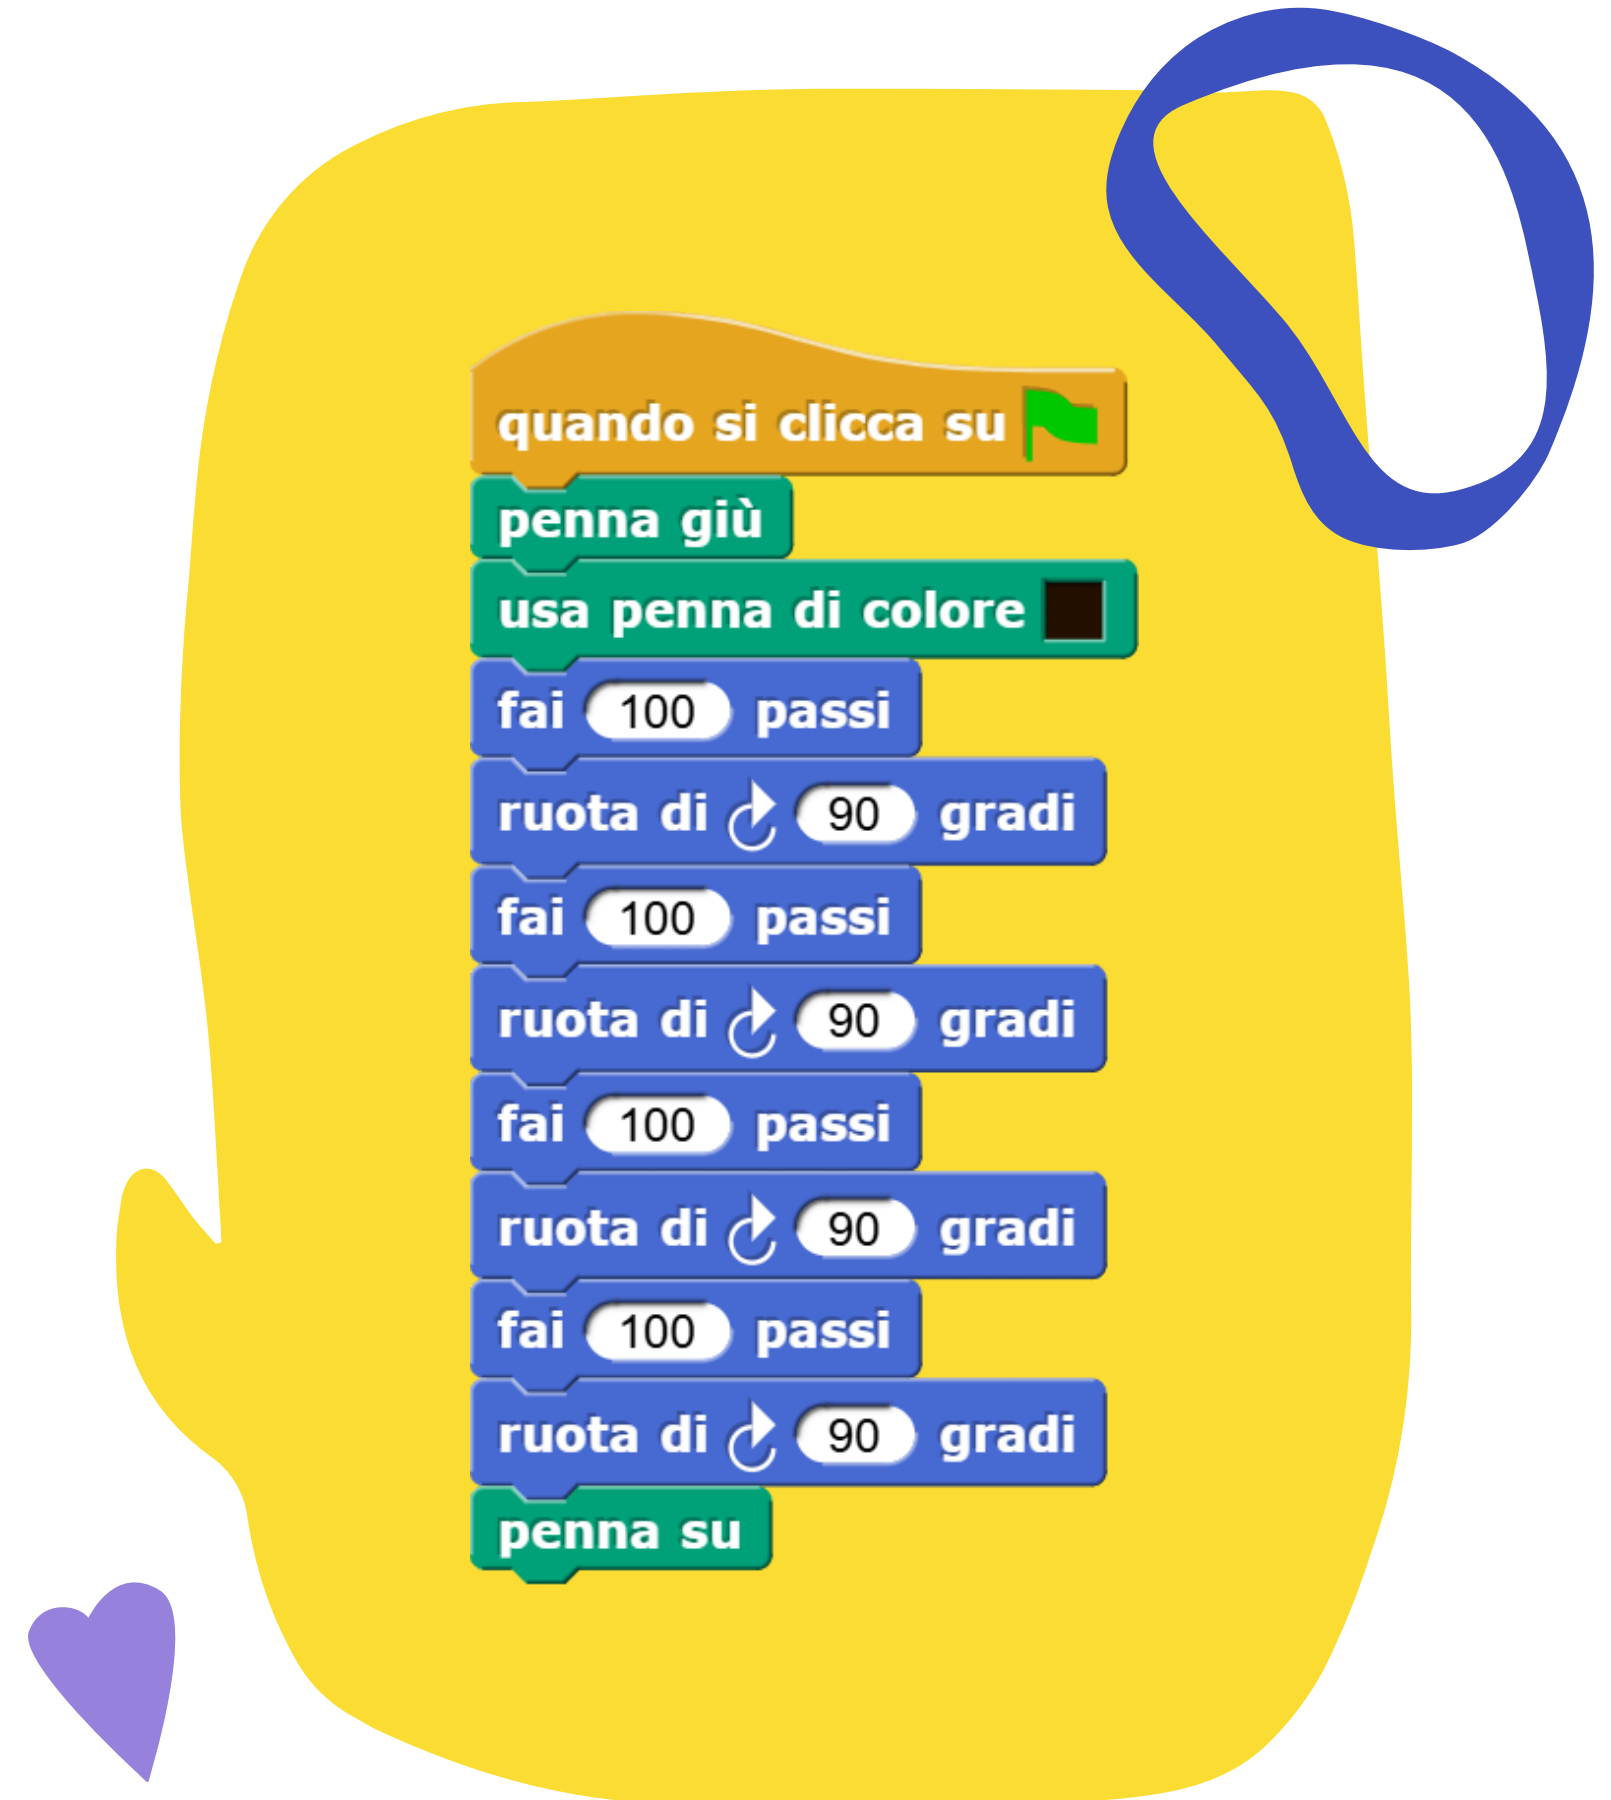 quando si clicca su
penna giù
usa penna di colore
fai 100 passi
ruota di 90 gradi
fai 100 passi
ruota di 90 gradi
fai 100 passi
ruota di 90 gradi
fai 100 passi
ruota di 90 gradi
penna su